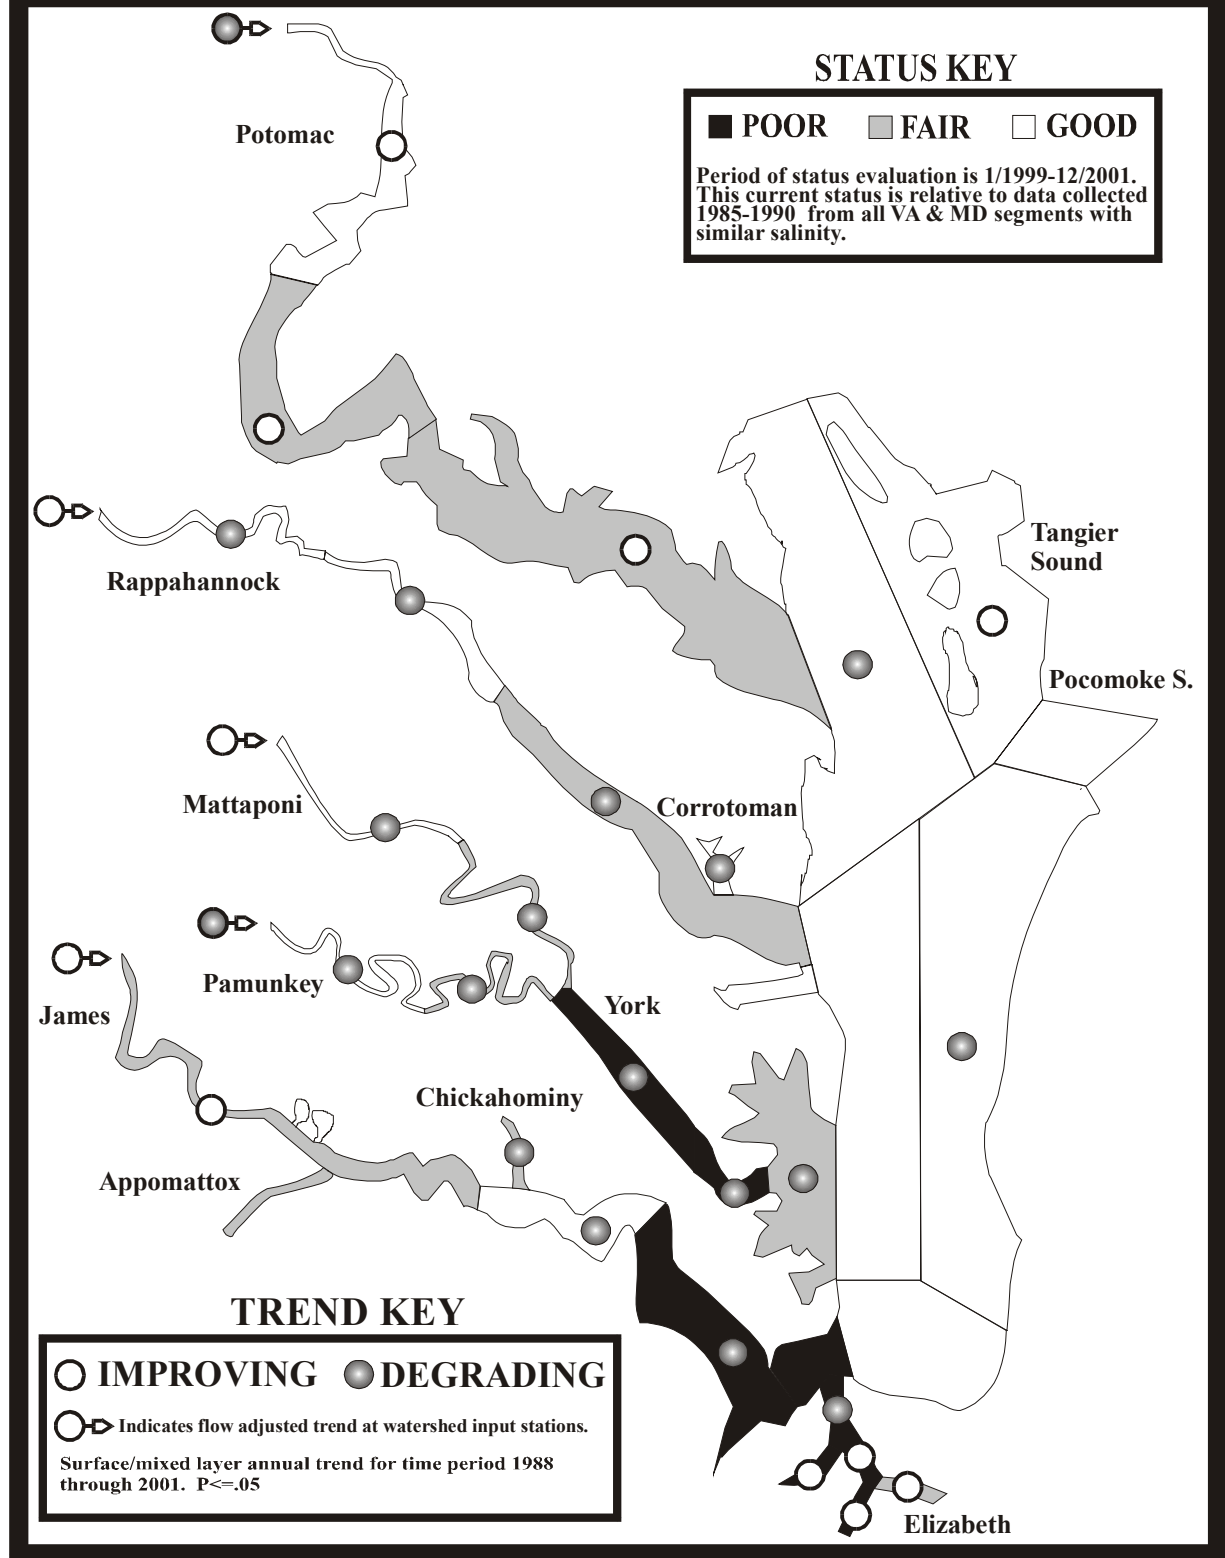 STATUS KEY
POOR FAIR GOOD
Period of status evaluation is 1/1999-12/2001.
This current status is relative to data collected
1985-1990 from all VA & MD segments with
similar salinity.
Potomac
Tangier
Sound
Rappahannock
Pocomoke S.
Mattaponi
Corrotoman
Pamunkey
York
James
Chickahominy
Appomattox
TREND KEY
IMPROVING DEGRADING
Indicates flow adjusted trend at watershed input stations.
Surface/mixed layer annual trend for time period 1988
through 2001. P<=.05
Elizabeth